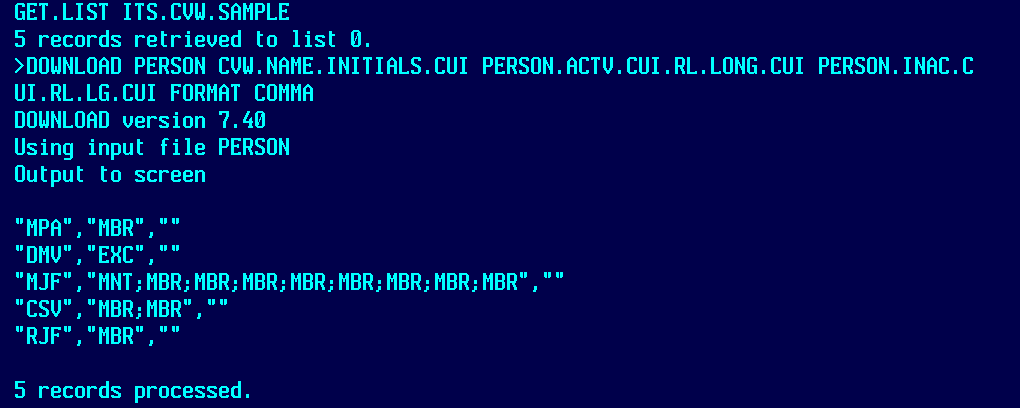 GET.LIST ITS.CVW.SAMPLE
5 records retrieved to list 0.
>DOWNLOAD PERSON CVW.NAME.INITIALS.CUI PERSON.ACTV.CUI.RL.LONG.CUI PERSON.INAC.C
UI.RL.LG.CUI FORMAT COMMA
DOWNLOAD version 7.40
Using input file PERSON
Output to screen
"MPA","MBR",""
"DMV","EXC",""
"MJF","MNT;MBR;MBR;MBR;MBR;MBR;MBR;MBR;MBR",""
"CSV","MBR;MBR",""
"RJF","MBR",""
5 records processed.